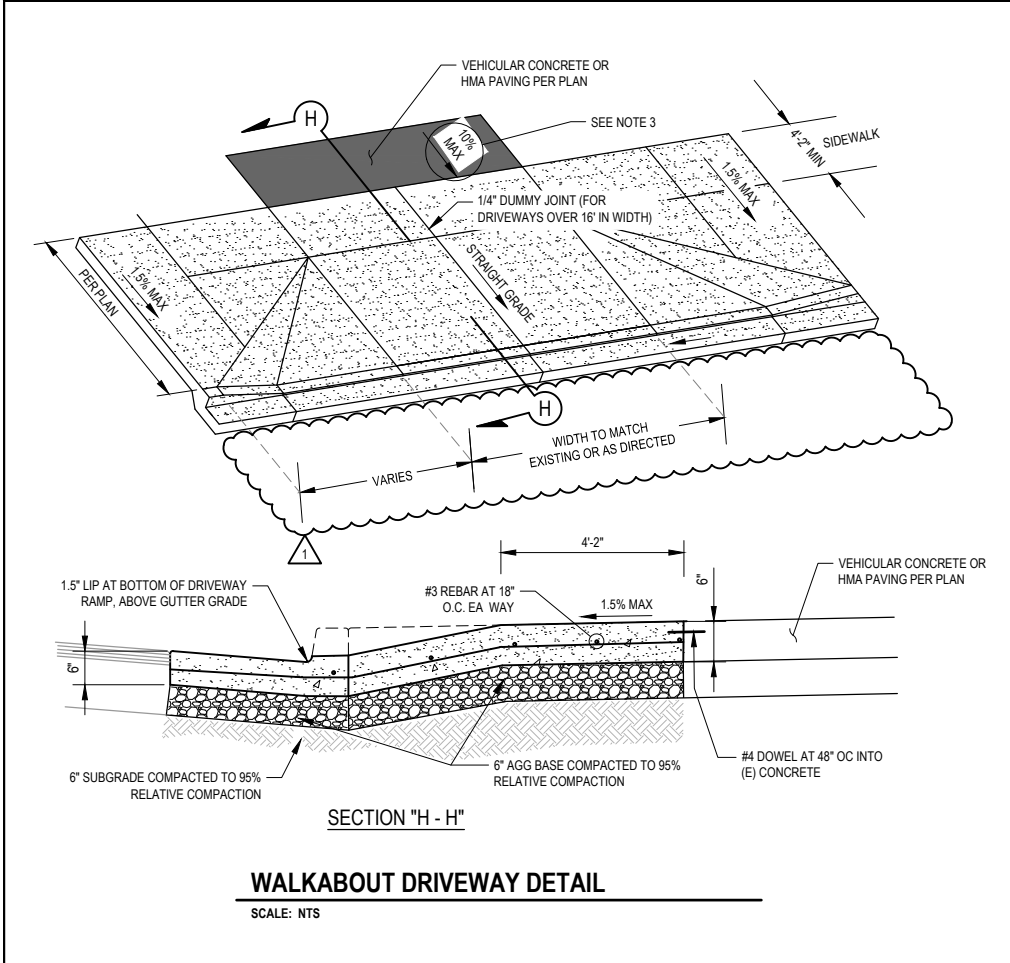 VEHICULAR CONCRETE OR
HMA PAVING PER PLAN
H
10%
MAX
SEE NOTE 3
4'-2" MIN
SIDEWALK
1.5% MAX
1/4" DUMMY JOINT (FOR
DRIVEWAYS OVER 16' IN WIDTH)
STRAIGHT GRADE
PER PLAN
1.5% MAX
H
WIDTH TO MATCH
EXISTING OR AS DIRECTED
VARIES
1
4'-2"
1.5" LIP AT BOTTOM OF DRIVEWAY
RAMP, ABOVE GUTTER GRADE
#3 REBAR AT 18"
O.C. EA WAY
1.5% MAX
6"
VEHICULAR CONCRETE OR
HMA PAVING PER PLAN
6"
6" SUBGRADE COMPACTED TO 95%
RELATIVE COMPACTION
6" AGG BASE COMPACTED TO 95%
RELATIVE COMPACTION
#4 DOWEL AT 48" OC INTO
(E) CONCRETE
SECTION "H - H"
WALKABOUT DRIVEWAY DETAIL
SCALE: NTS